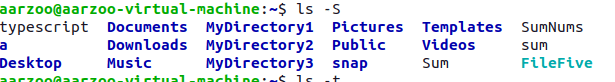 aarzoo@aarzoo-virtual-machine:~$ ls -S
typescript Documents MyDirectory1 Pictures Templates SumNums
a Downloads MyDirectory2 Public Videos sum
Desktop Music MyDirectory3 snap Sum FileFive
aarzoo@aarzoo-virtual-machine:~$ ls -t